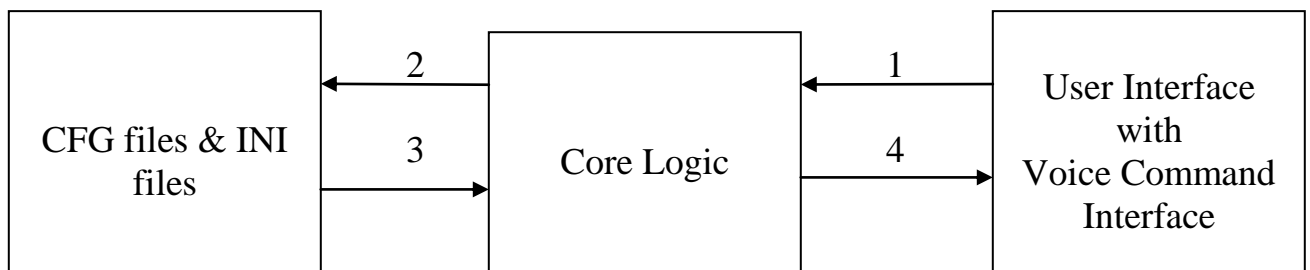 CFG files & INI
files
2
3
Core Logic
1
4
User Interface
with
Voice Command
Interface